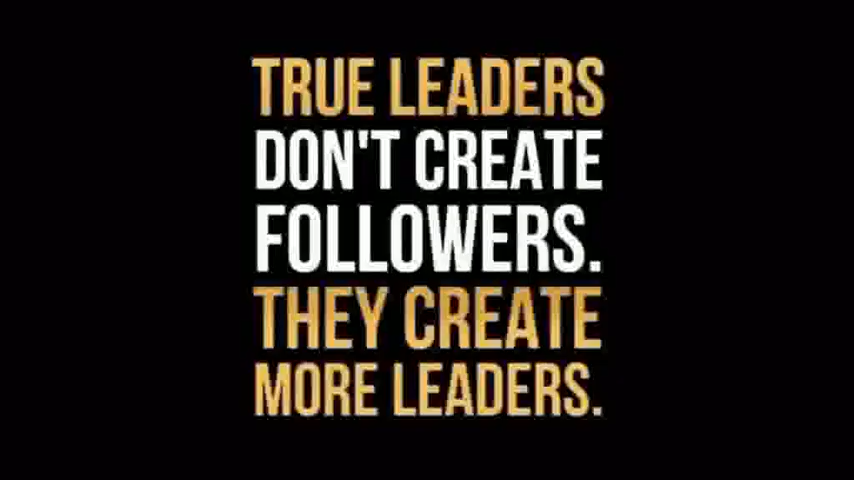 TRUE LEADERS
DON'T CREATE
FOLLOWERS.
THEY CREATE
MORE LEADERS.